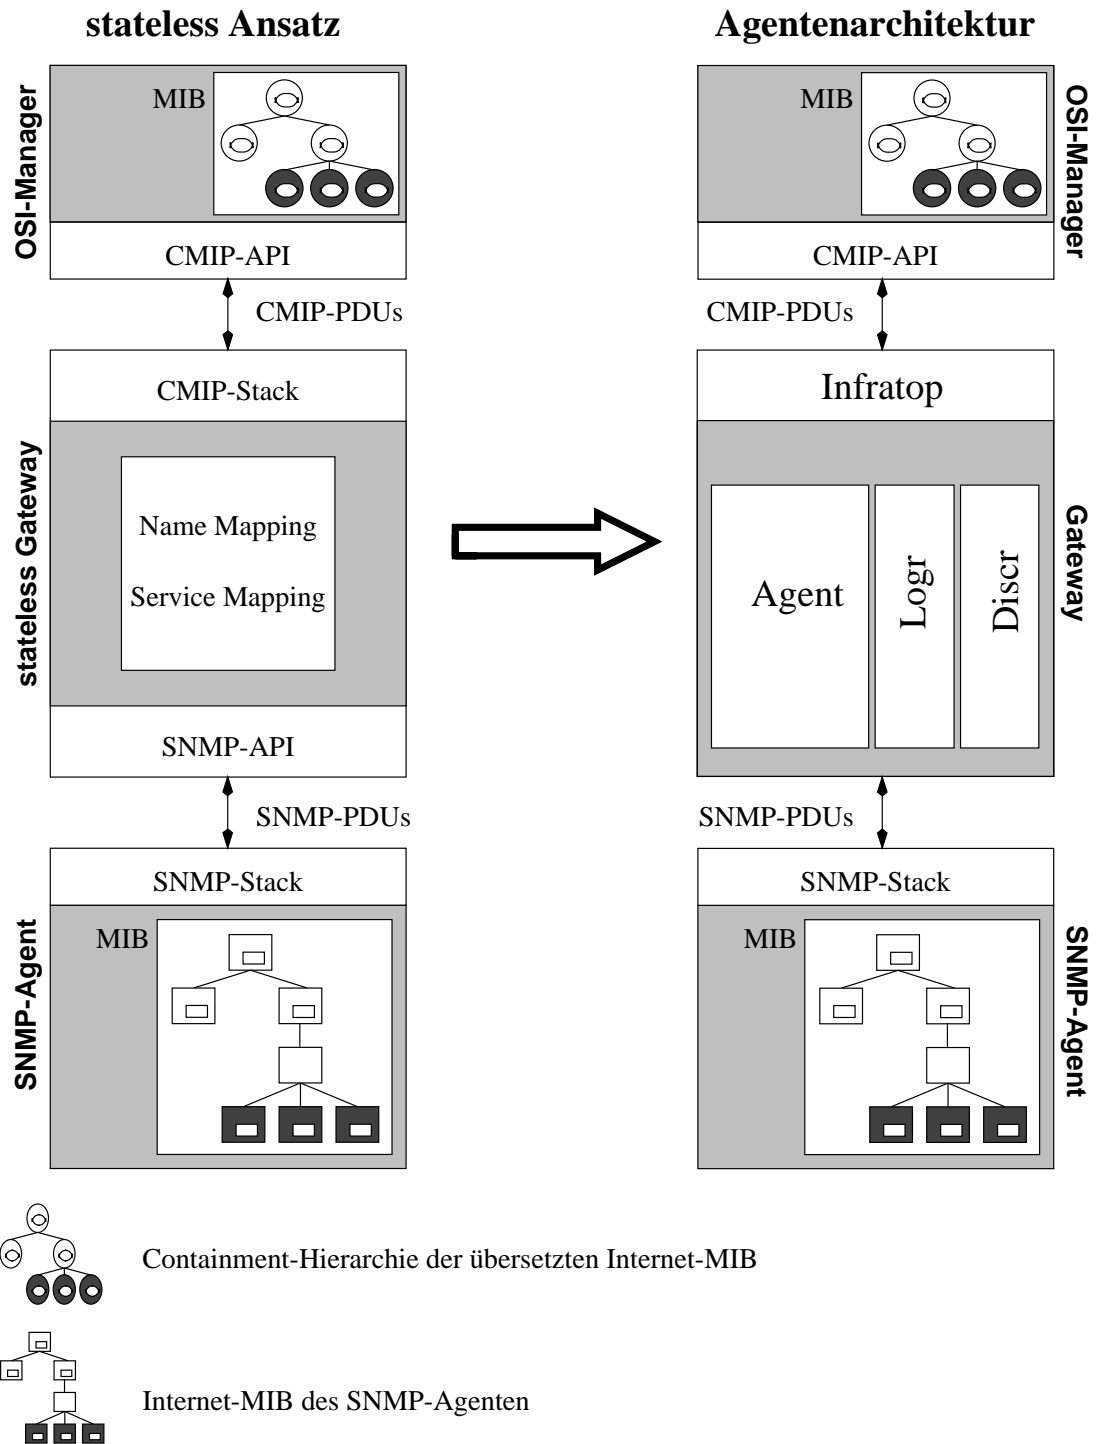 stateless Ansatz
Agentenarchitektur
OSI-Manager
MIB
CMIP-API
MIB
CMIP-API
OSI-Manager
CMIP-PDUs
CMIP-PDUs
stateless Gateway
CMIP-Stack
Name Mapping
Service Mapping
SNMP-API
Infratop
Agent
Logr
Discr
Gateway
SNMP-PDUs
SNMP-PDUs
SNMP-Agent
SNMP-Stack
MIB
SNMP-Stack
MIB
SNMP-Agent
Containment-Hierarchie der übersetzten Internet-MIB
Internet-MIB des SNMP-Agenten